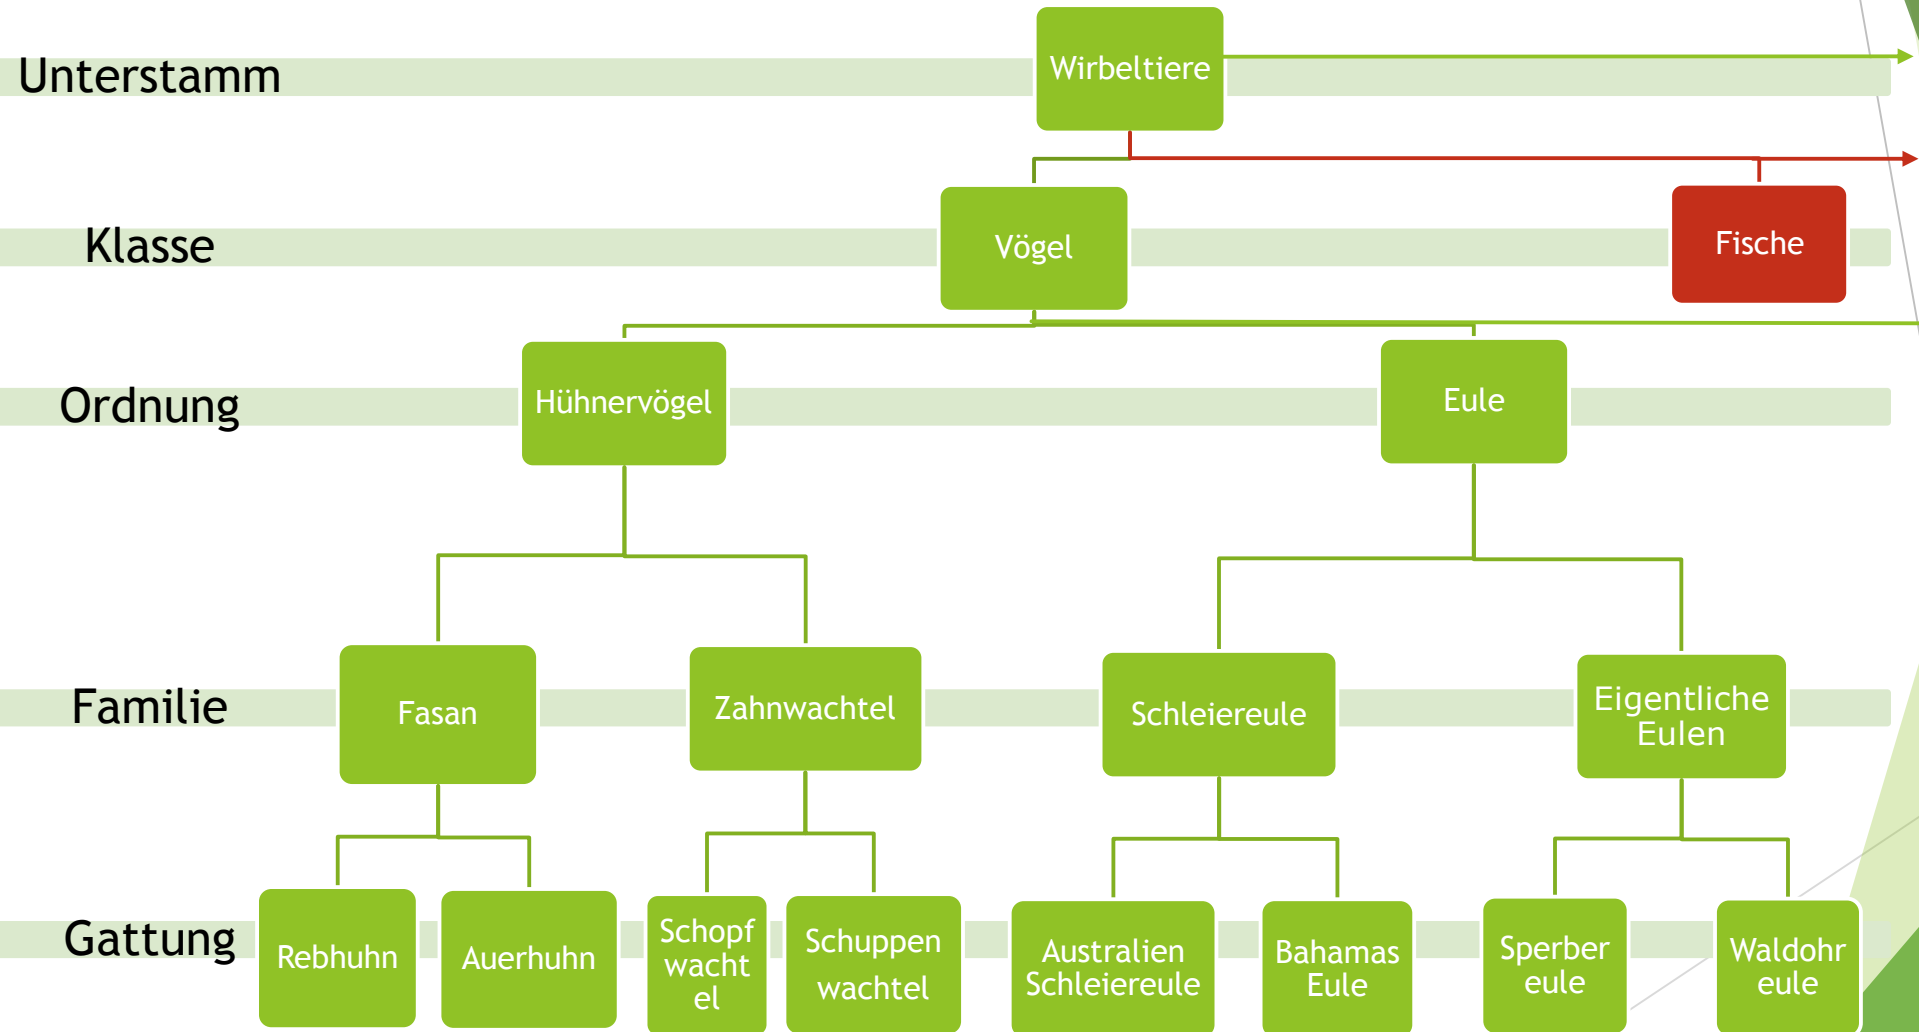 Unterstamm
Wirbeltiere
Klasse
Vögel
Fische
Ordnung
Hühnervögel
Eule
Familie
Fasan
Zahnwachtel
Schleiereule
Eigentliche
Eulen
Gattung
Rebhuhn
Auerhuhn
Schopf
wacht
el
Schuppen
wachtel
Australien
Schleiereule
Bahamas
Eule
Sperber
eule
Waldohr
eule